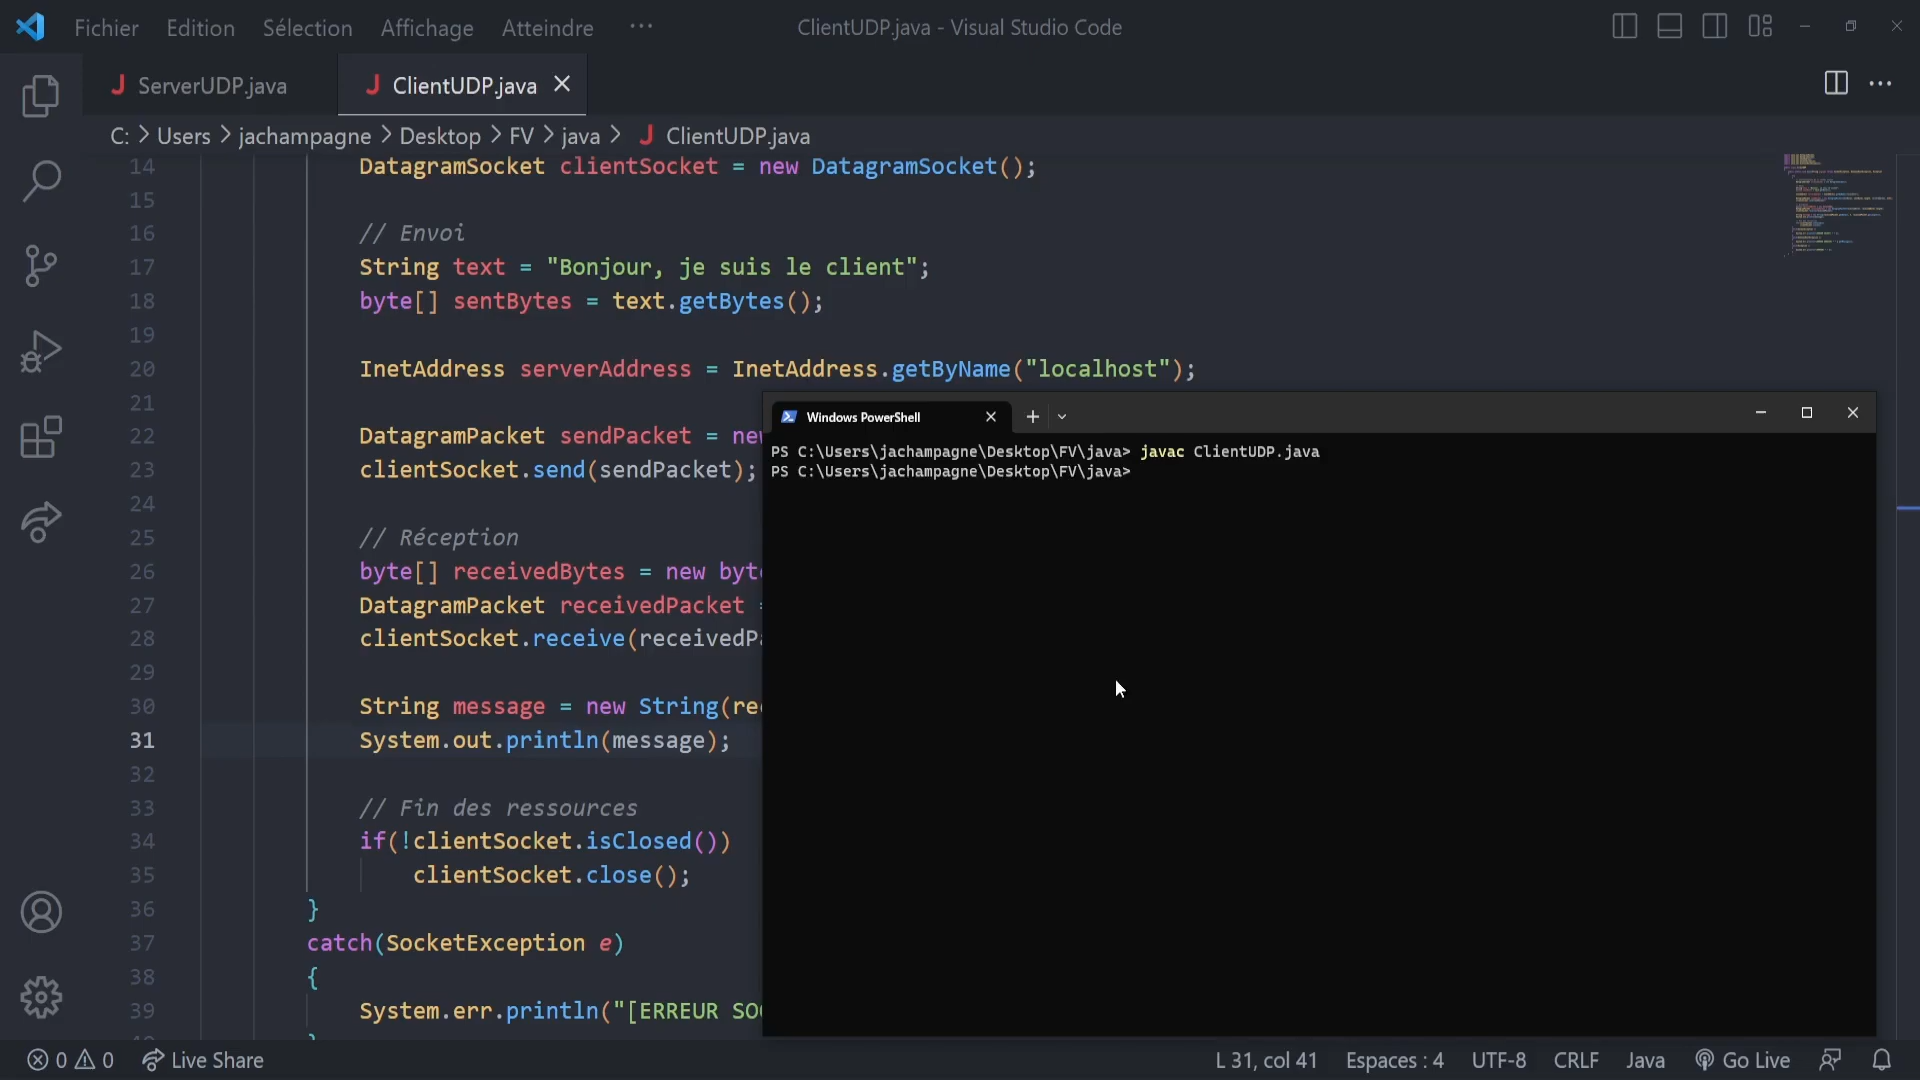 Fichier Edition Sélection Affichage Atteindre ··· ClientUDP.java - Visual Studio Code
ServerUDP.java ClientUDP.java
C: > Users > jachampagne > Desktop > FV > java > ClientUDP.java
14 DatagramSocket clientSocket = new DatagramSocket();
15
16 // Envoi
17 String text = "Bonjour, je suis le client";
18 byte[] sentBytes = text.getBytes();
19
20 InetAddress serverAddress = InetAddress.getByName("localhost");
21
22 DatagramPacket sendPacket = new
23 clientSocket.send(sendPacket);
24
25 // Réception
26 byte[] receivedBytes = new byt
27 DatagramPacket receivedPacket =
28 clientSocket.receive(receivedPa
29
30 String message = new String(rec
31 System.out.println(message);
32
33 // Fin des ressources
34 if(!clientSocket.isClosed())
35 clientSocket.close();
36 }
37 catch(SocketException e)
38 {
39 System.err.println("[ERREUR SO
Windows PowerShell
PS C:\Users\jachampagne\Desktop\FV\java> javac ClientUDP.java
PS C:\Users\jachampagne\Desktop\FV\java>
0 0 Live Share L 31, col 41 Espaces : 4 UTF-8 CRLF Java Go Live